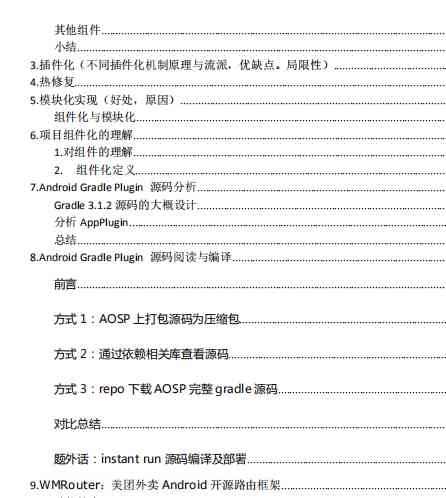 其他组件
小结
3.插件化（不同插件化机制原理与流派，优缺点。局限性）
4.热修复
5.模块化实现（好处，原因）
组件化与模块化
6.项目组件化的理解
1.对组件的理解
2. 组件化定义
7.Android Gradle Plugin 源码分析
Gradle 3.1.2 源码的大概设计
分析 AppPlugin
总结
8.Android Gradle Plugin 源码阅读与编译
前言
方式 1：AOSP 上打包源码为压缩包
方式 2：通过依赖相关库查看源码
方式 3：repo 下载 AOSP 完整 gradle 源码
对比总结
题外话：instant run 源码编译及部署
9.WMRouter：美团外卖 Android 开源路由框架